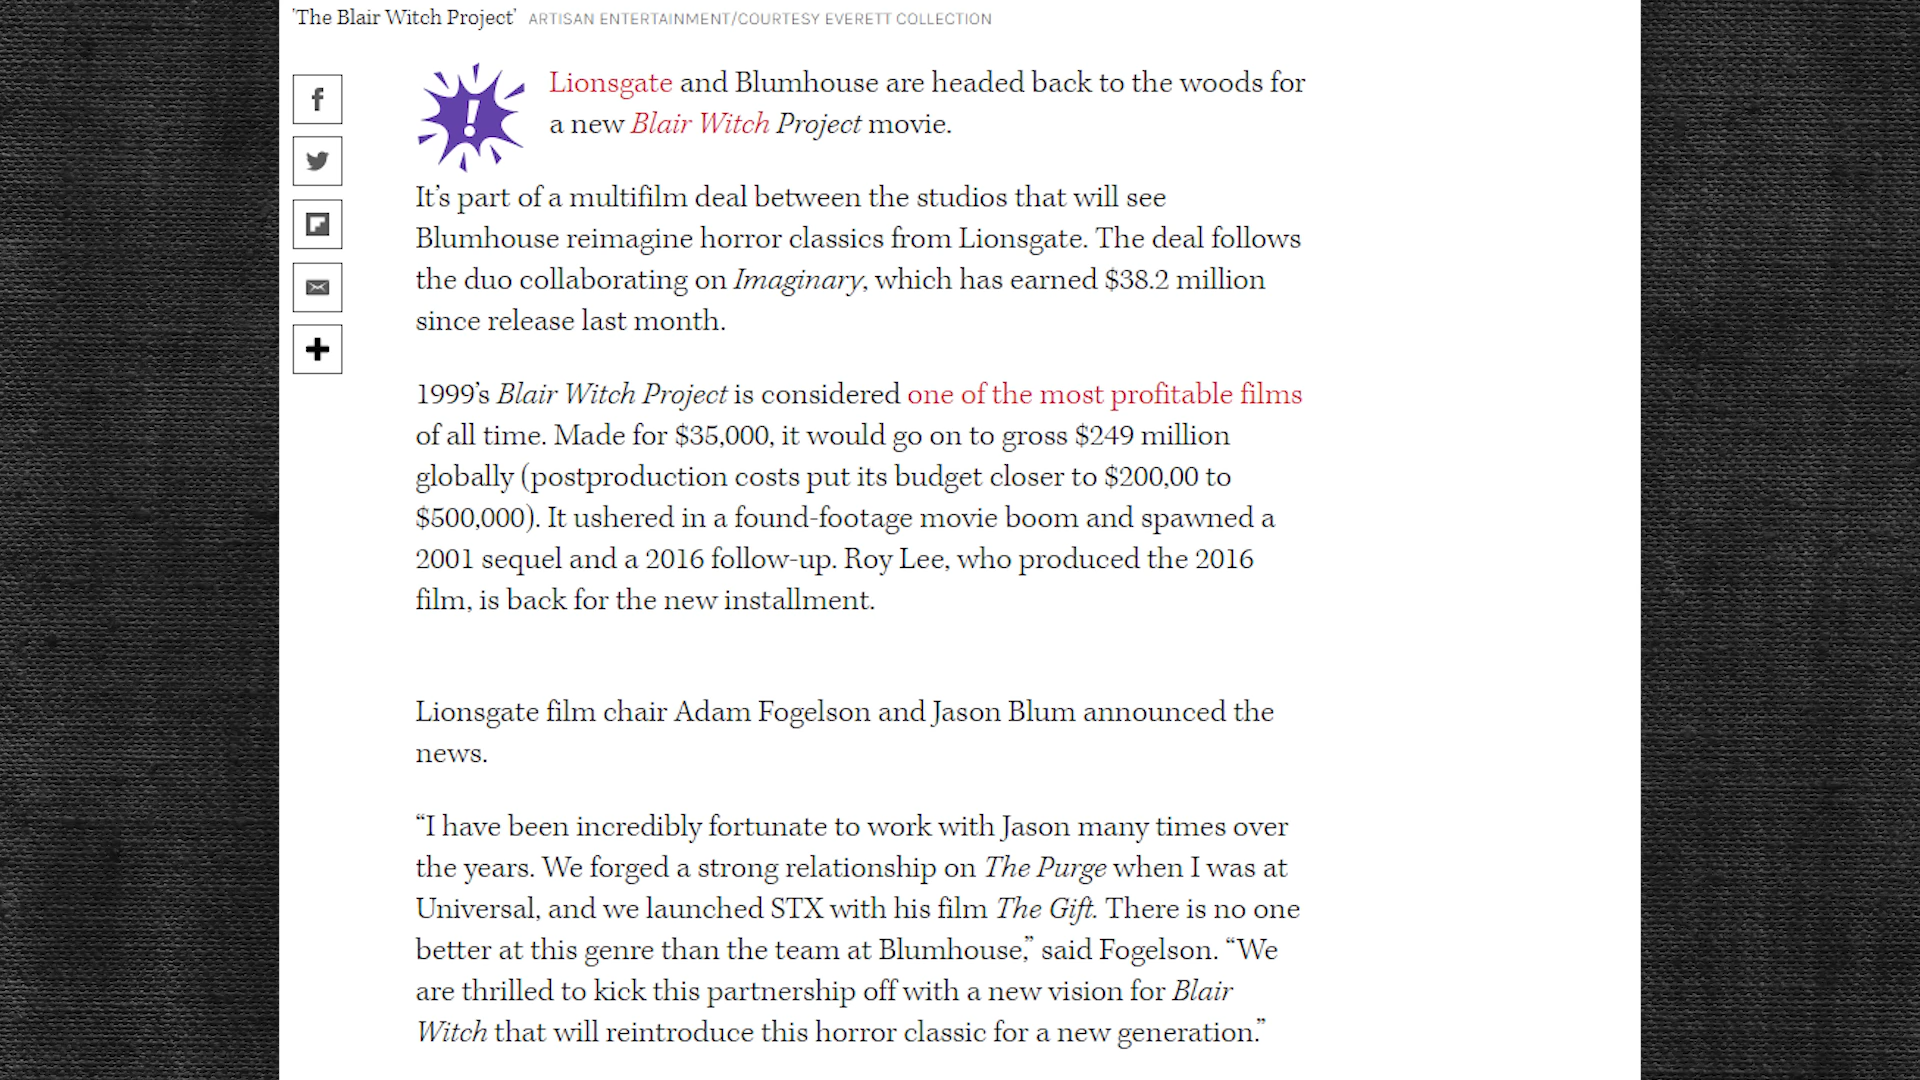 'The Blair Witch Project' ARTISAN ENTERTAINMENT/COURTESY EVERETT COLLECTION
Lionsgate and Blumhouse are headed back to the woods for
a new Blair Witch Project movie.
It's part of a multifilm deal between the studios that will see
Blumhouse reimagine horror classics from Lionsgate. The deal follows
the duo collaborating on Imaginary, which has earned $38.2 million
since release last month.
1999's Blair Witch Project is considered one of the most profitable films
of all time. Made for $35,000, it would go on to gross $249 million
globally (postproduction costs put its budget closer to $200,00 to
$500,000). It ushered in a found-footage movie boom and spawned a
2001 sequel and a 2016 follow-up. Roy Lee, who produced the 2016
film, is back for the new installment.
Lionsgate film chair Adam Fogelson and Jason Blum announced the
news.
“I have been incredibly fortunate to work with Jason many times over
the years. We forged a strong relationship on The Purge when I was at
Universal, and we launched STX with his film The Gift. There is no one
better at this genre than the team at Blumhouse,” said Fogelson. “We
are thrilled to kick this partnership off with a new vision for Blair
Witch that will reintroduce this horror classic for a new generation.”